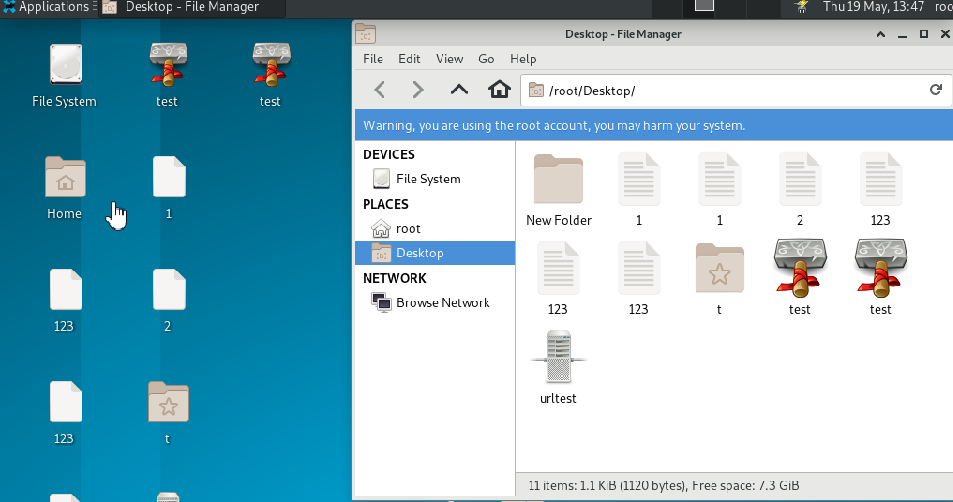 Applications
Desktop - File Manager
Thu 19 May, 13:47
roo
File System
test
test
Home
1
123
2
123
t
Desktop - File Manager
File
Edit
View
Go
Help
/root/Desktop/
Warning, you are using the root account, you may harm your system.
DEVICES
File System
PLACES
root
Desktop
NETWORK
Browse Network
New Folder
1
1
2
123
123
123
t
test
test
urltest
11 items: 1.1 KiB (1120 bytes), Free space: 7.3 GiB